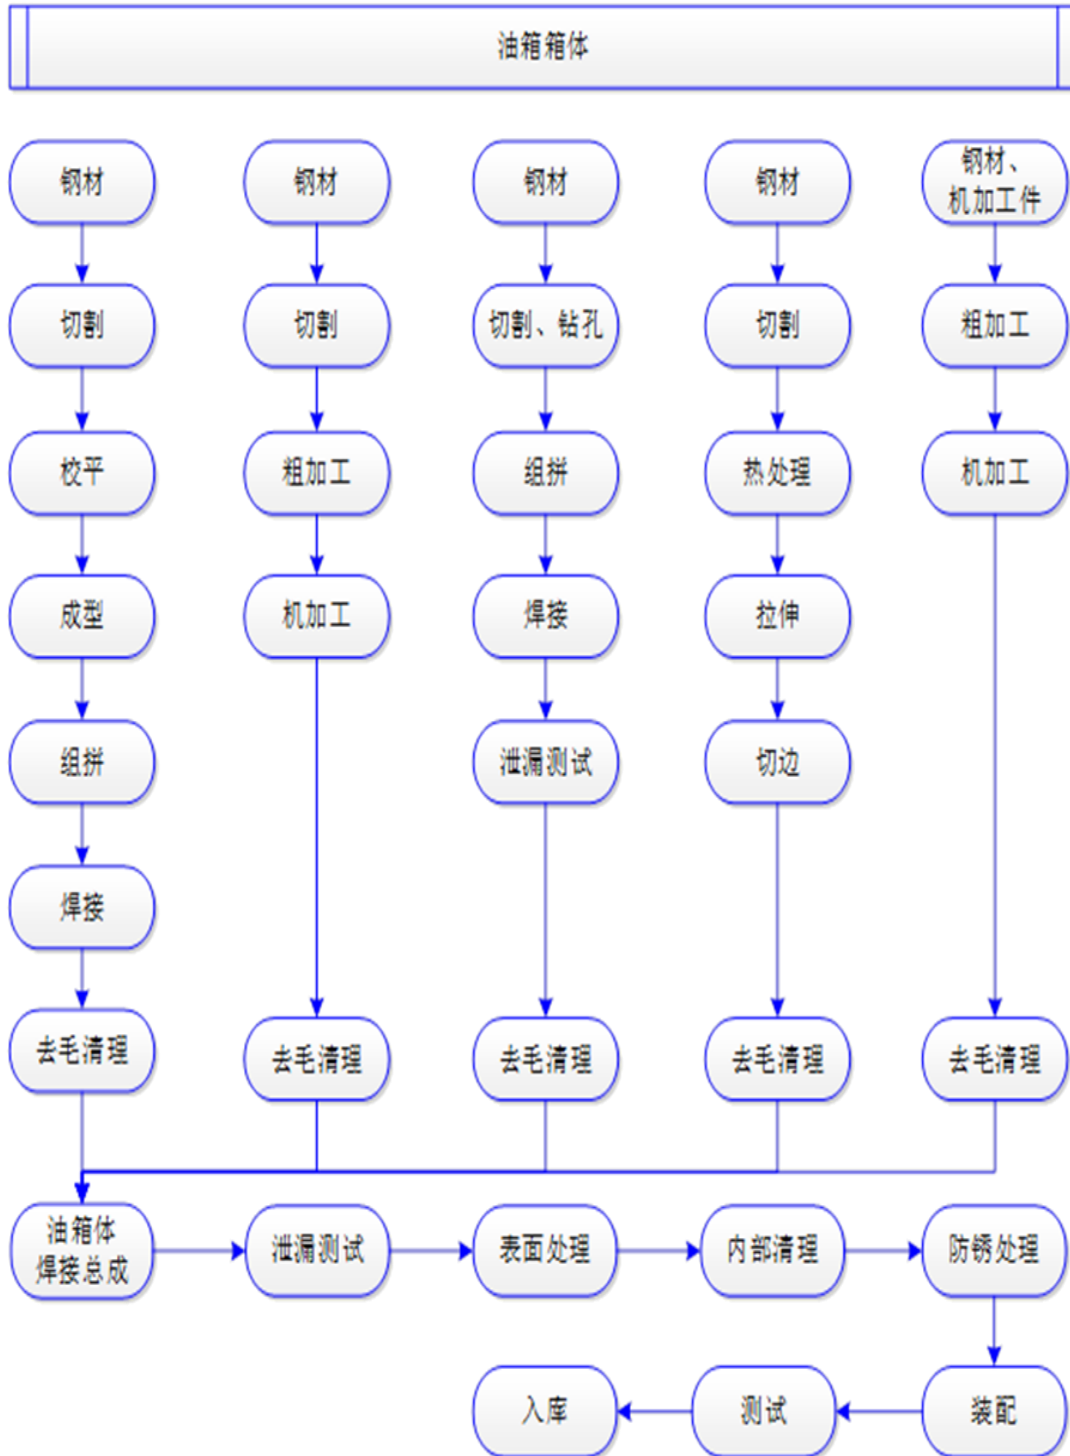 油箱箱体
钢材
钢材
钢材
钢材
钢材、
机加工件
切割
切割
切割、钻孔
切割
粗加工
校平
粗加工
组拼
热处理
机加工
成型
机加工
焊接
拉伸
组拼
泄漏测试
切边
焊接
去毛清理
去毛清理
去毛清理
去毛清理
去毛清理
油箱体
焊接总成
泄漏测试
表面处理
内部清理
防锈处理
入库
测试
装配